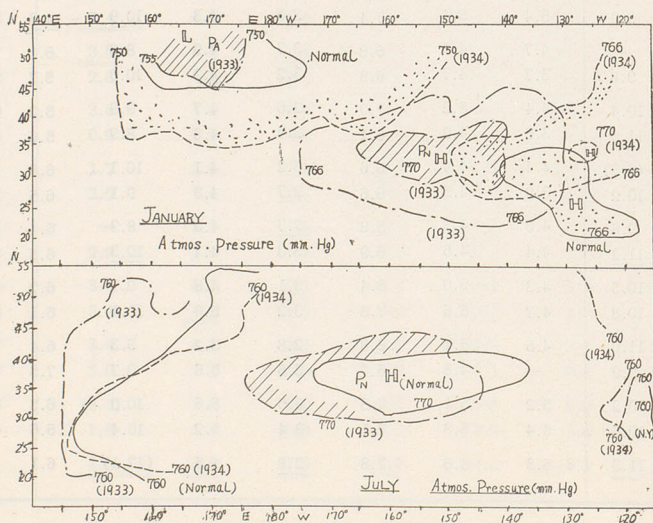 N 140°E 150° 160° 170° E 180° W 170° 160° 150° 140° 130° W 120°
55
50
45
40
35
30
25
20
750
755
L
PA
(1933)
750
Normal
750
(1934)
766
(1934)
770
(1934)
H
PN
H
770
(1933)
766
766
(1933)
766
H
766
Normal
JANUARY
Atmos. Pressure (mm. Hg)
N
55
50
45
40
35
30
25
20
760
(1933)
760
(1934)
760
(1934)
760
760
760
(N.Y)
760
(1934)
PN H (Normal)
770
770
(1933)
760 (1934)
760 (Normal)
(1933) 760
JULY Atmos. Pressure (mm. Hg)
150° 160° 170° E 180° W 170° 160° 150° 140° 130° 120°